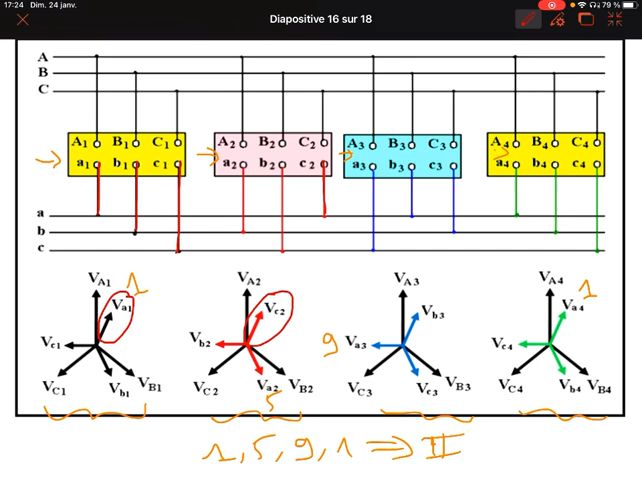 17:24 Dim. 24 janv.
79 %
Diapositive 16 sur 18
A
B
C
A1 B1 C1
a1 b1 c1
A2 B2 C2
a2 b2 c2
A3 B3 C3
a3 b3 c3
A4 B4 C4
a4 b4 c4
a
b
c
VA1
Va1
1
Vc1
VC1
Vb1
VB1
VA2
Vc2
Vb2
VC2
Va2
VB2
5
VA3
Vb3
9
Va3
VC3
Vc3
VB3
VA4
Va4
1
Vc4
VC4
Vb4
VB4
1, 5, 9, 1 ⇒ II